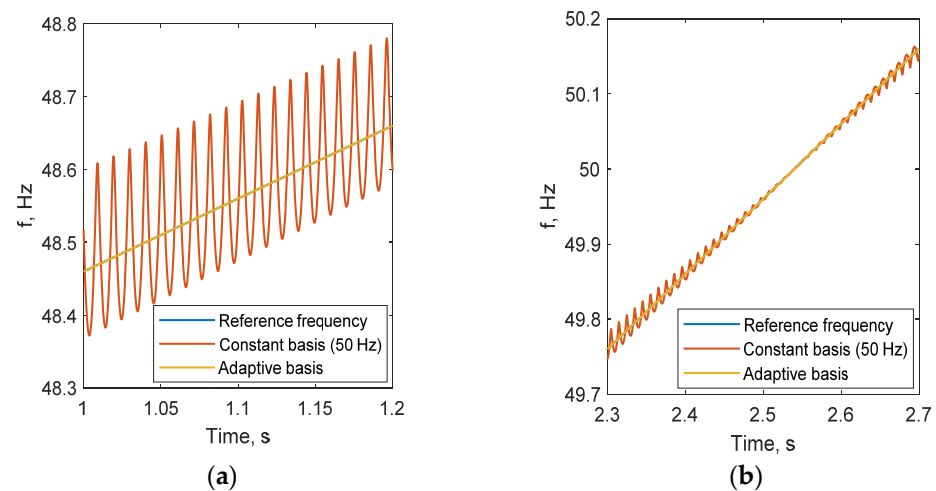 48.8
48.7
48.6
48.5
48.4
48.3
f, Hz
1
1.05
1.1
1.15
1.2
Time, s
Reference frequency
Constant basis (50 Hz)
Adaptive basis
(a)
50.2
50.1
50
49.9
49.8
49.7
f, Hz
2.3
2.4
2.5
2.6
2.7
Time, s
Reference frequency
Constant basis (50 Hz)
Adaptive basis
(b)